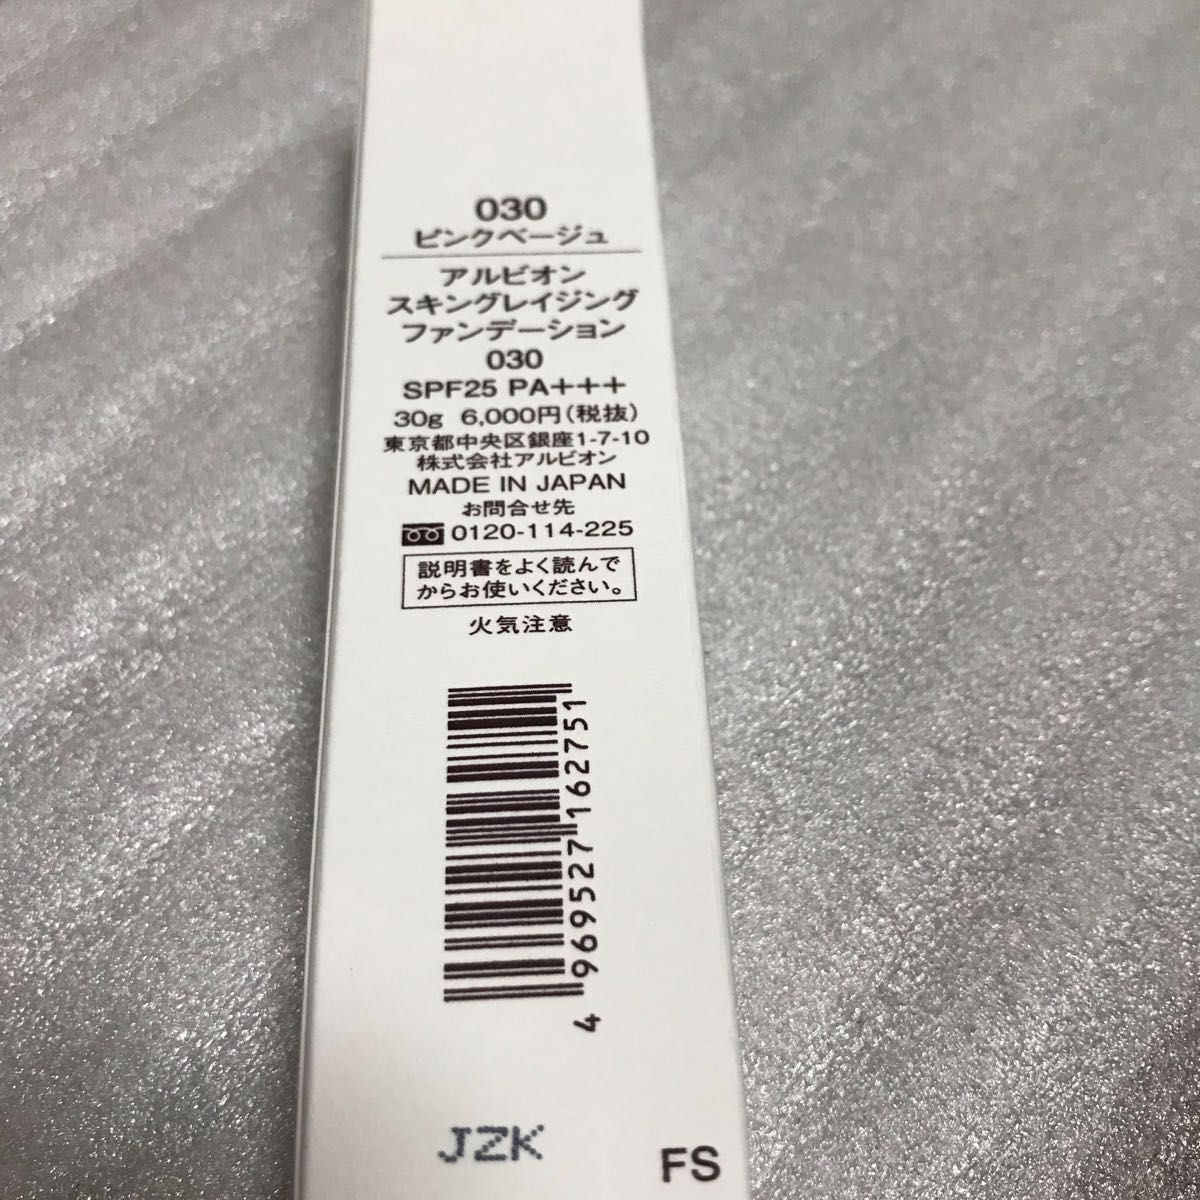 030
ピンクベージュ
アルビオン
スキングレイジング
ファンデーション
030
SPF25 PA+++
30g 6,000円(税抜)
東京都中央区銀座1-7-10
株式会社アルビオン
MADE IN JAPAN
お問合せ先
0120-114-225
説明書をよく読んで
からお使いください。
火気注意
4 969527 162751
JZK
FS